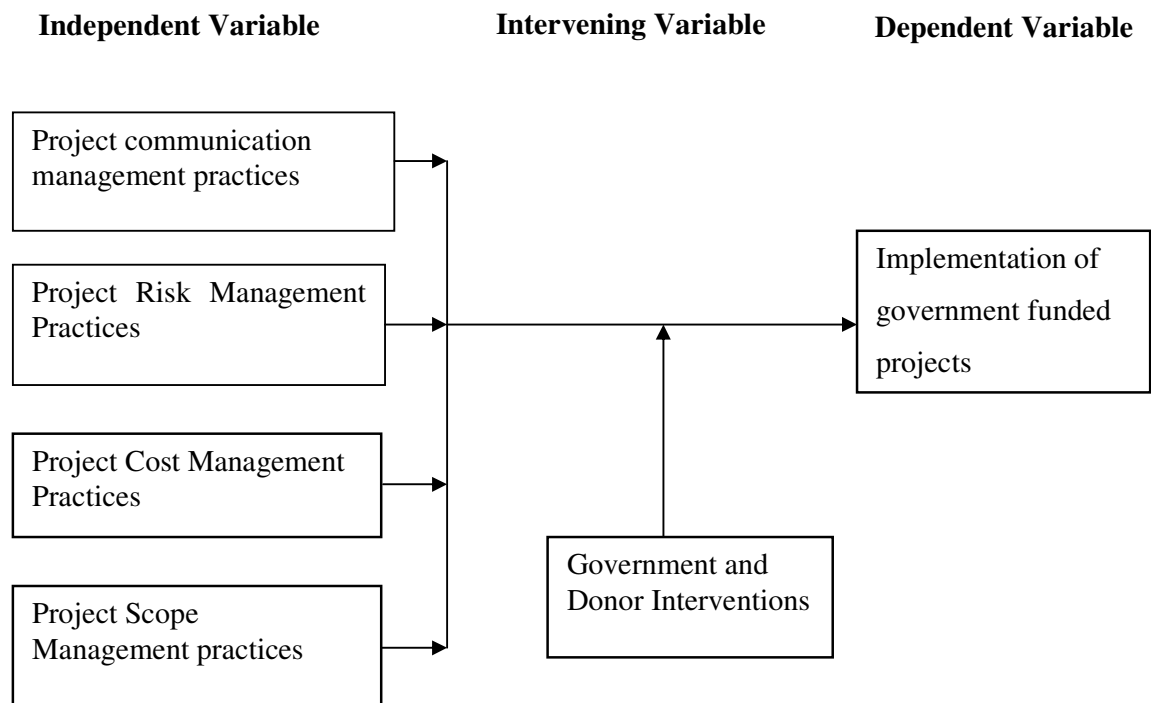 Independent Variable
Intervening Variable
Dependent Variable
Project communication
management practices
Project Risk Management
Practices
Project Cost Management
Practices
Project Scope
Management practices
Government and
Donor Interventions
Implementation of
government funded
projects